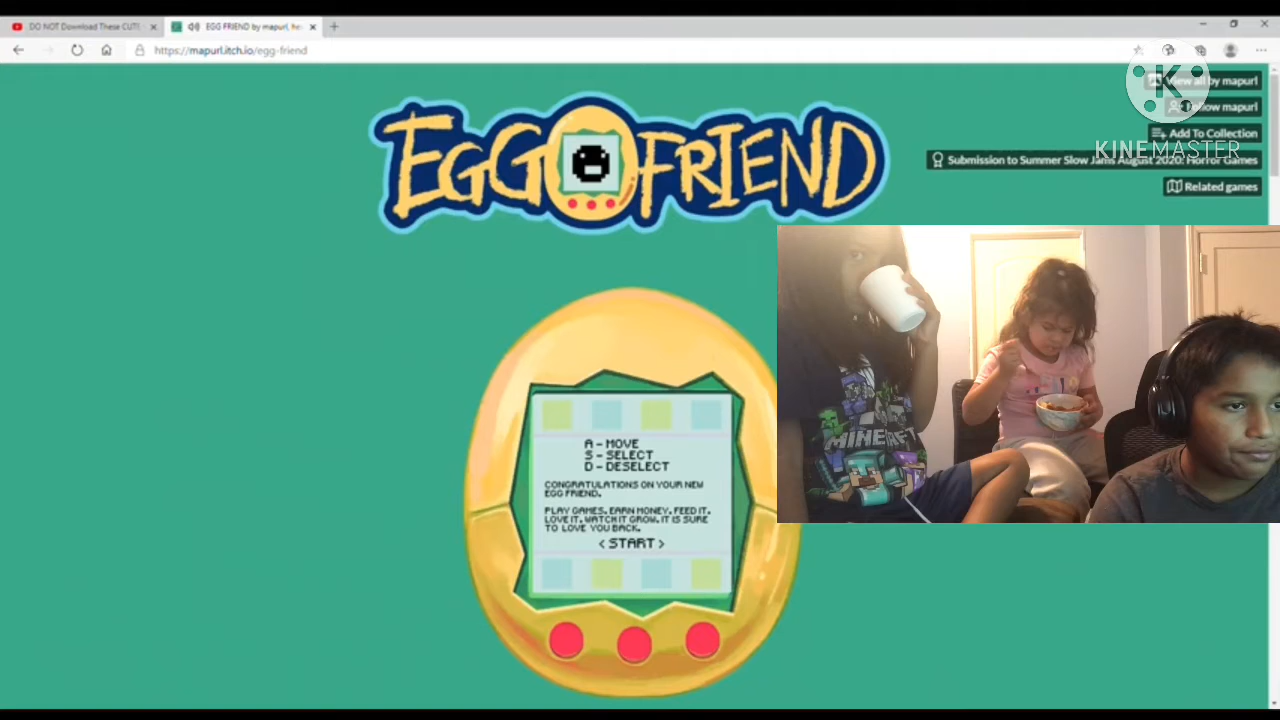 DO NOT Download These CUTE
EGG FRIEND by mapurl, he
https://mapurl.itch.io/egg-friend
View all by mapurl
Follow mapurl
Add To Collection
Submission to Summer Slow Jams August 2020: Horror Games
Related games
K
KINEMASTER
EGG FRIEND
A - MOVE
S - SELECT
D - DESELECT
CONGRATULATIONS ON YOUR NEW
EGG FRIEND.
PLAY GAMES. EARN MONEY. FEED IT.
LOVE IT. WATCH IT GROW. IT IS SURE
TO LOVE YOU BACK.
< START >
MINECRAFT